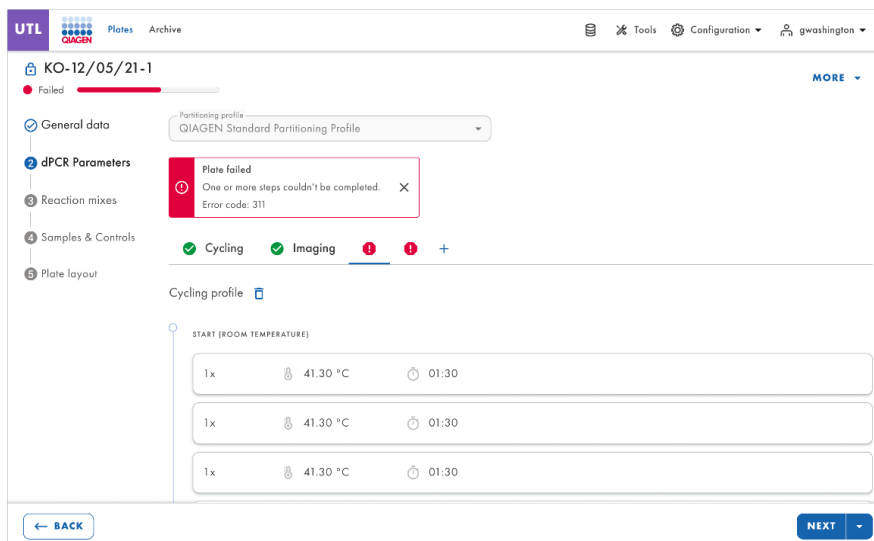 UTL
QIAGEN
Plates Archive
Tools Configuration gwashington
KO-12/05/21-1
Failed
MORE
General data
2 dPCR Parameters
3 Reaction mixes
4 Samples & Controls
5 Plate layout
Partitioning profile
QIAGEN Standard Partitioning Profile
Plate failed
One or more steps couldn't be completed.
Error code: 311
Cycling Imaging
Cycling profile
START (ROOM TEMPERATURE)
1x 41.30 °C 01:30
1x 41.30 °C 01:30
1x 41.30 °C 01:30
BACK
NEXT